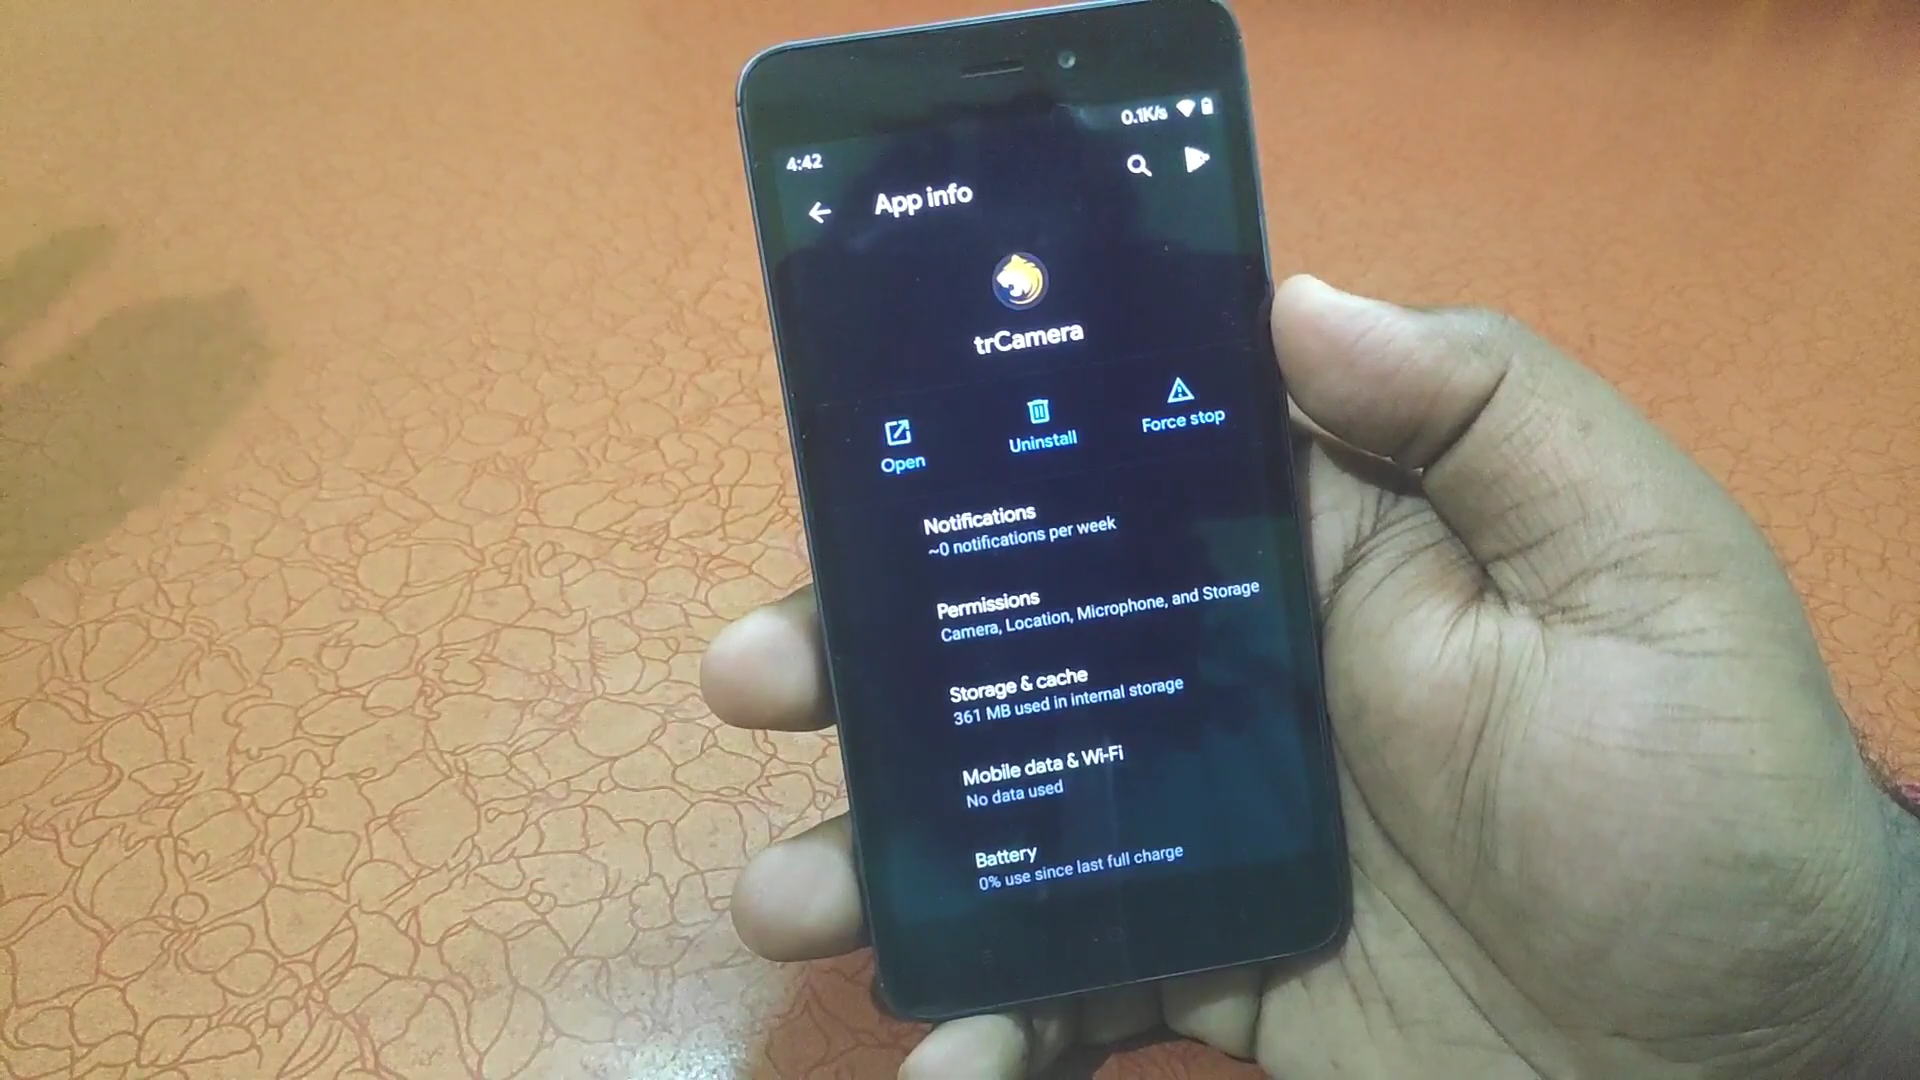 0.1K/s
4:42
App info
trCamera
Open
Uninstall
Force stop
Notifications
~0 notifications per week
Permissions
Camera, Location, Microphone, and Storage
Storage & cache
361 MB used in internal storage
Mobile data & Wi-Fi
No data used
Battery
0% use since last full charge